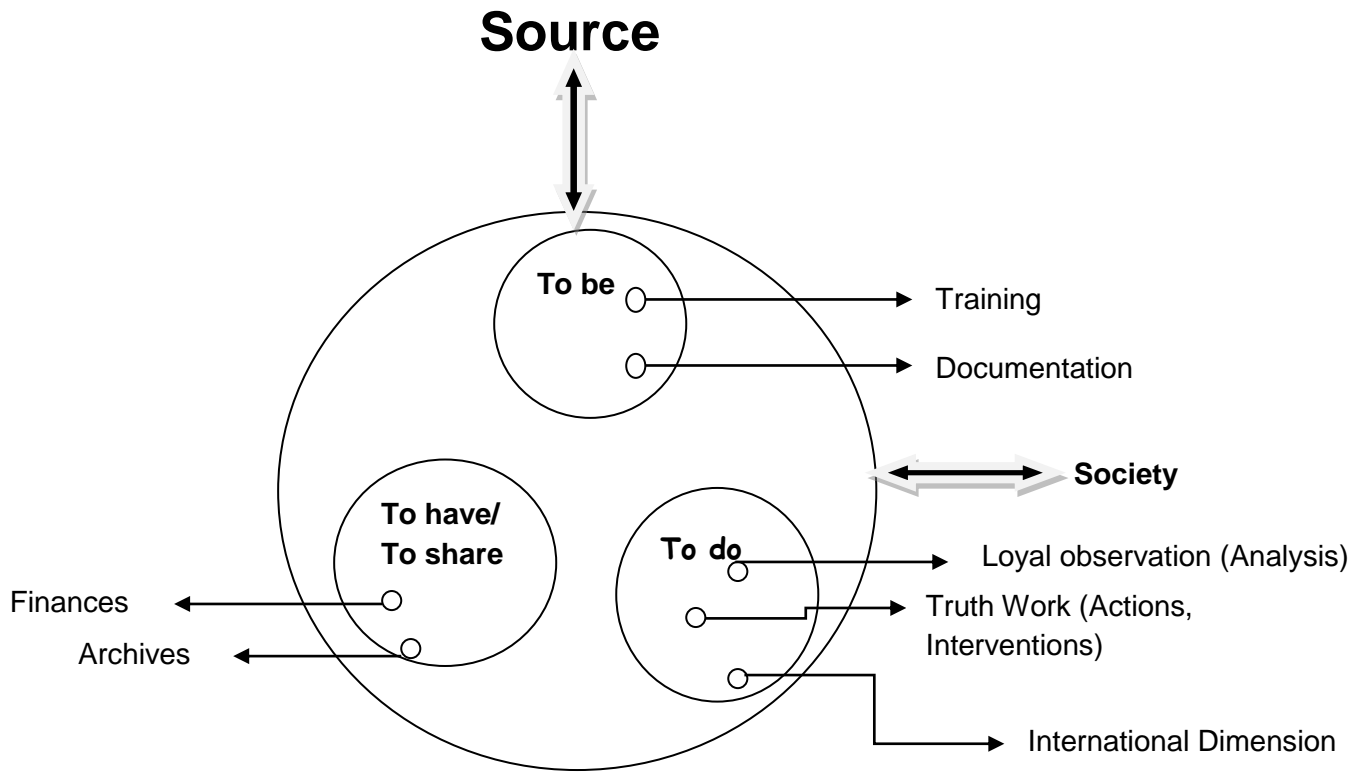 Source
To be
Training
Documentation
Society
To have/
To share
To do
Loyal observation (Analysis)
Finances
Truth Work (Actions,
Interventions)
Archives
International Dimension